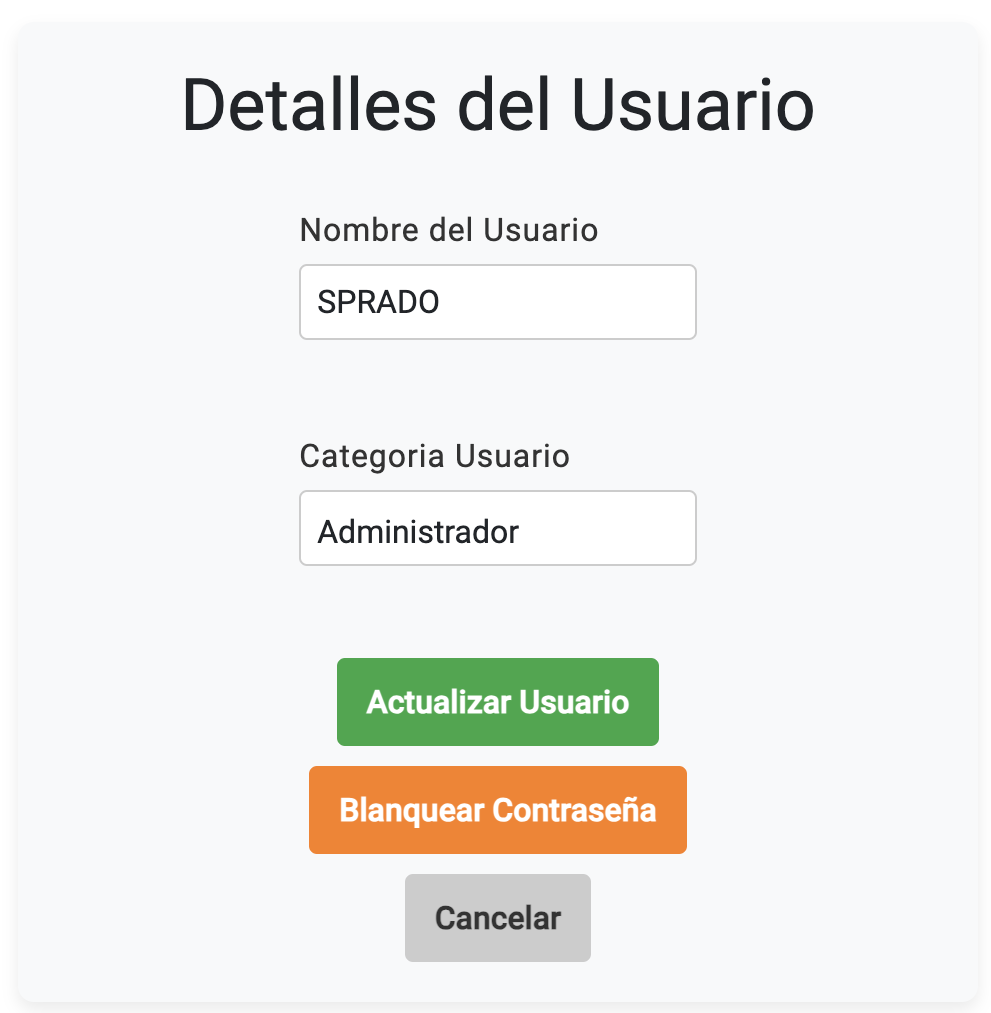 Detalles del Usuario
Nombre del Usuario
SPRADO
Categoria Usuario
Administrador
Actualizar Usuario
Blanquear Contraseña
Cancelar